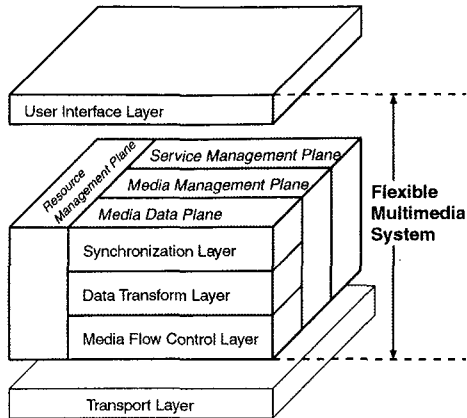 User Interface Layer
Resource
Management Plane
Service Management Plane
Media Management Plane
Media Data Plane
Synchronization Layer
Data Transform Layer
Media Flow Control Layer
Transport Layer
Flexible
Multimedia
System